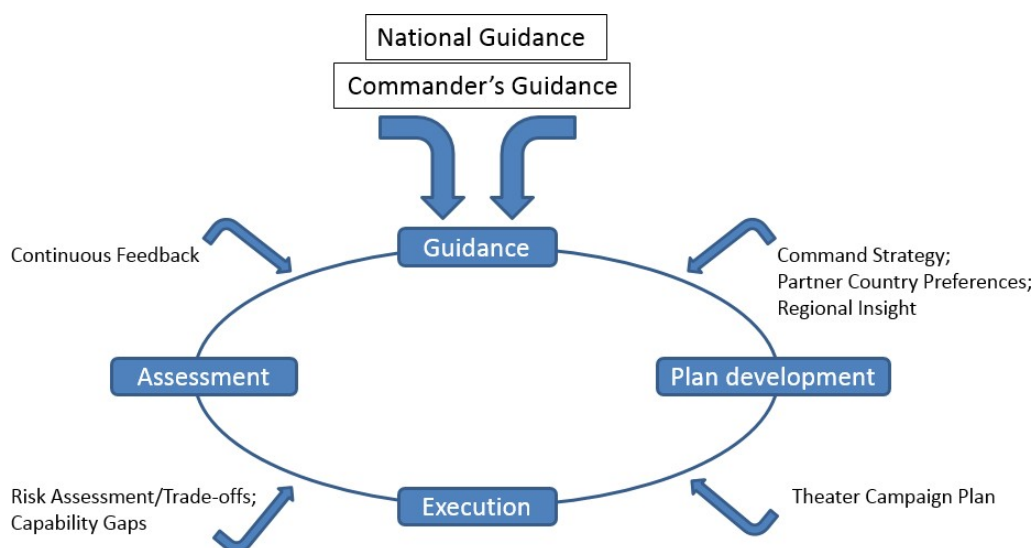 National Guidance
Commander’s Guidance
Guidance
Continuous Feedback
Command Strategy;
Partner Country Preferences;
Regional Insight
Assessment
Plan development
Risk Assessment/Trade-offs;
Capability Gaps
Execution
Theater Campaign Plan